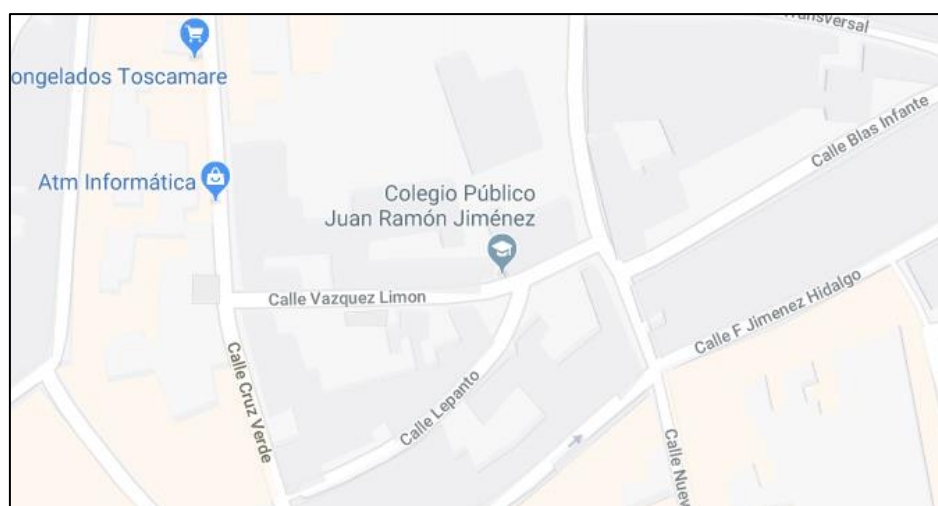 Transversal
ongelados Toscamare
Calle Blas Infante
Atm Informática
Colegio Público
Juan Ramón Jiménez
Calle Vazquez Limon
Calle F Jimenez Hidalgo
Calle Cruz Verde
Calle Lepanto
Calle Nuev